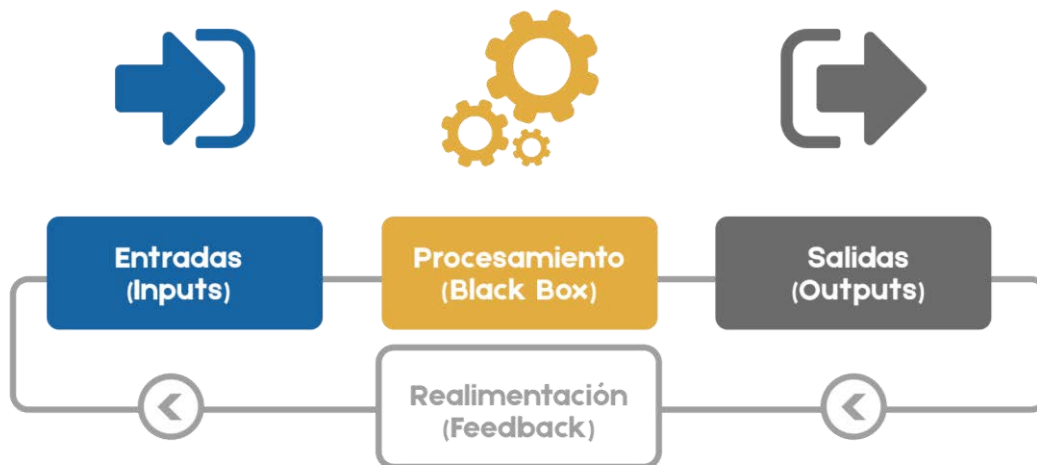 Entradas
(Inputs)
Procesamiento
(Black Box)
Salidas
(Outputs)
Realimentación
(Feedback)